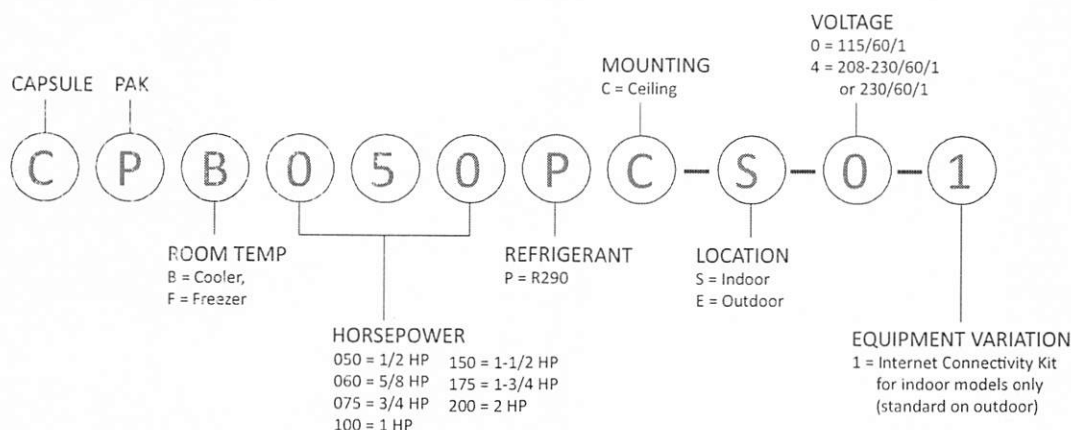 VOLTAGE
0 = 115/60/1
4 = 208-230/60/1
or 230/60/1
MOUNTING
C = Ceiling
CAPSULE PAK
C P B 0 5 0 P C - S - 0 - 1
ROOM TEMP
B = Cooler,
F = Freezer
REFRIGERANT
P = R290
LOCATION
S = Indoor
E = Outdoor
HORSEPOWER
050 = 1/2 HP 150 = 1-1/2 HP
060 = 5/8 HP 175 = 1-3/4 HP
075 = 3/4 HP 200 = 2 HP
100 = 1 HP
EQUIPMENT VARIATION
1 = Internet Connectivity Kit
for indoor models only
(standard on outdoor)